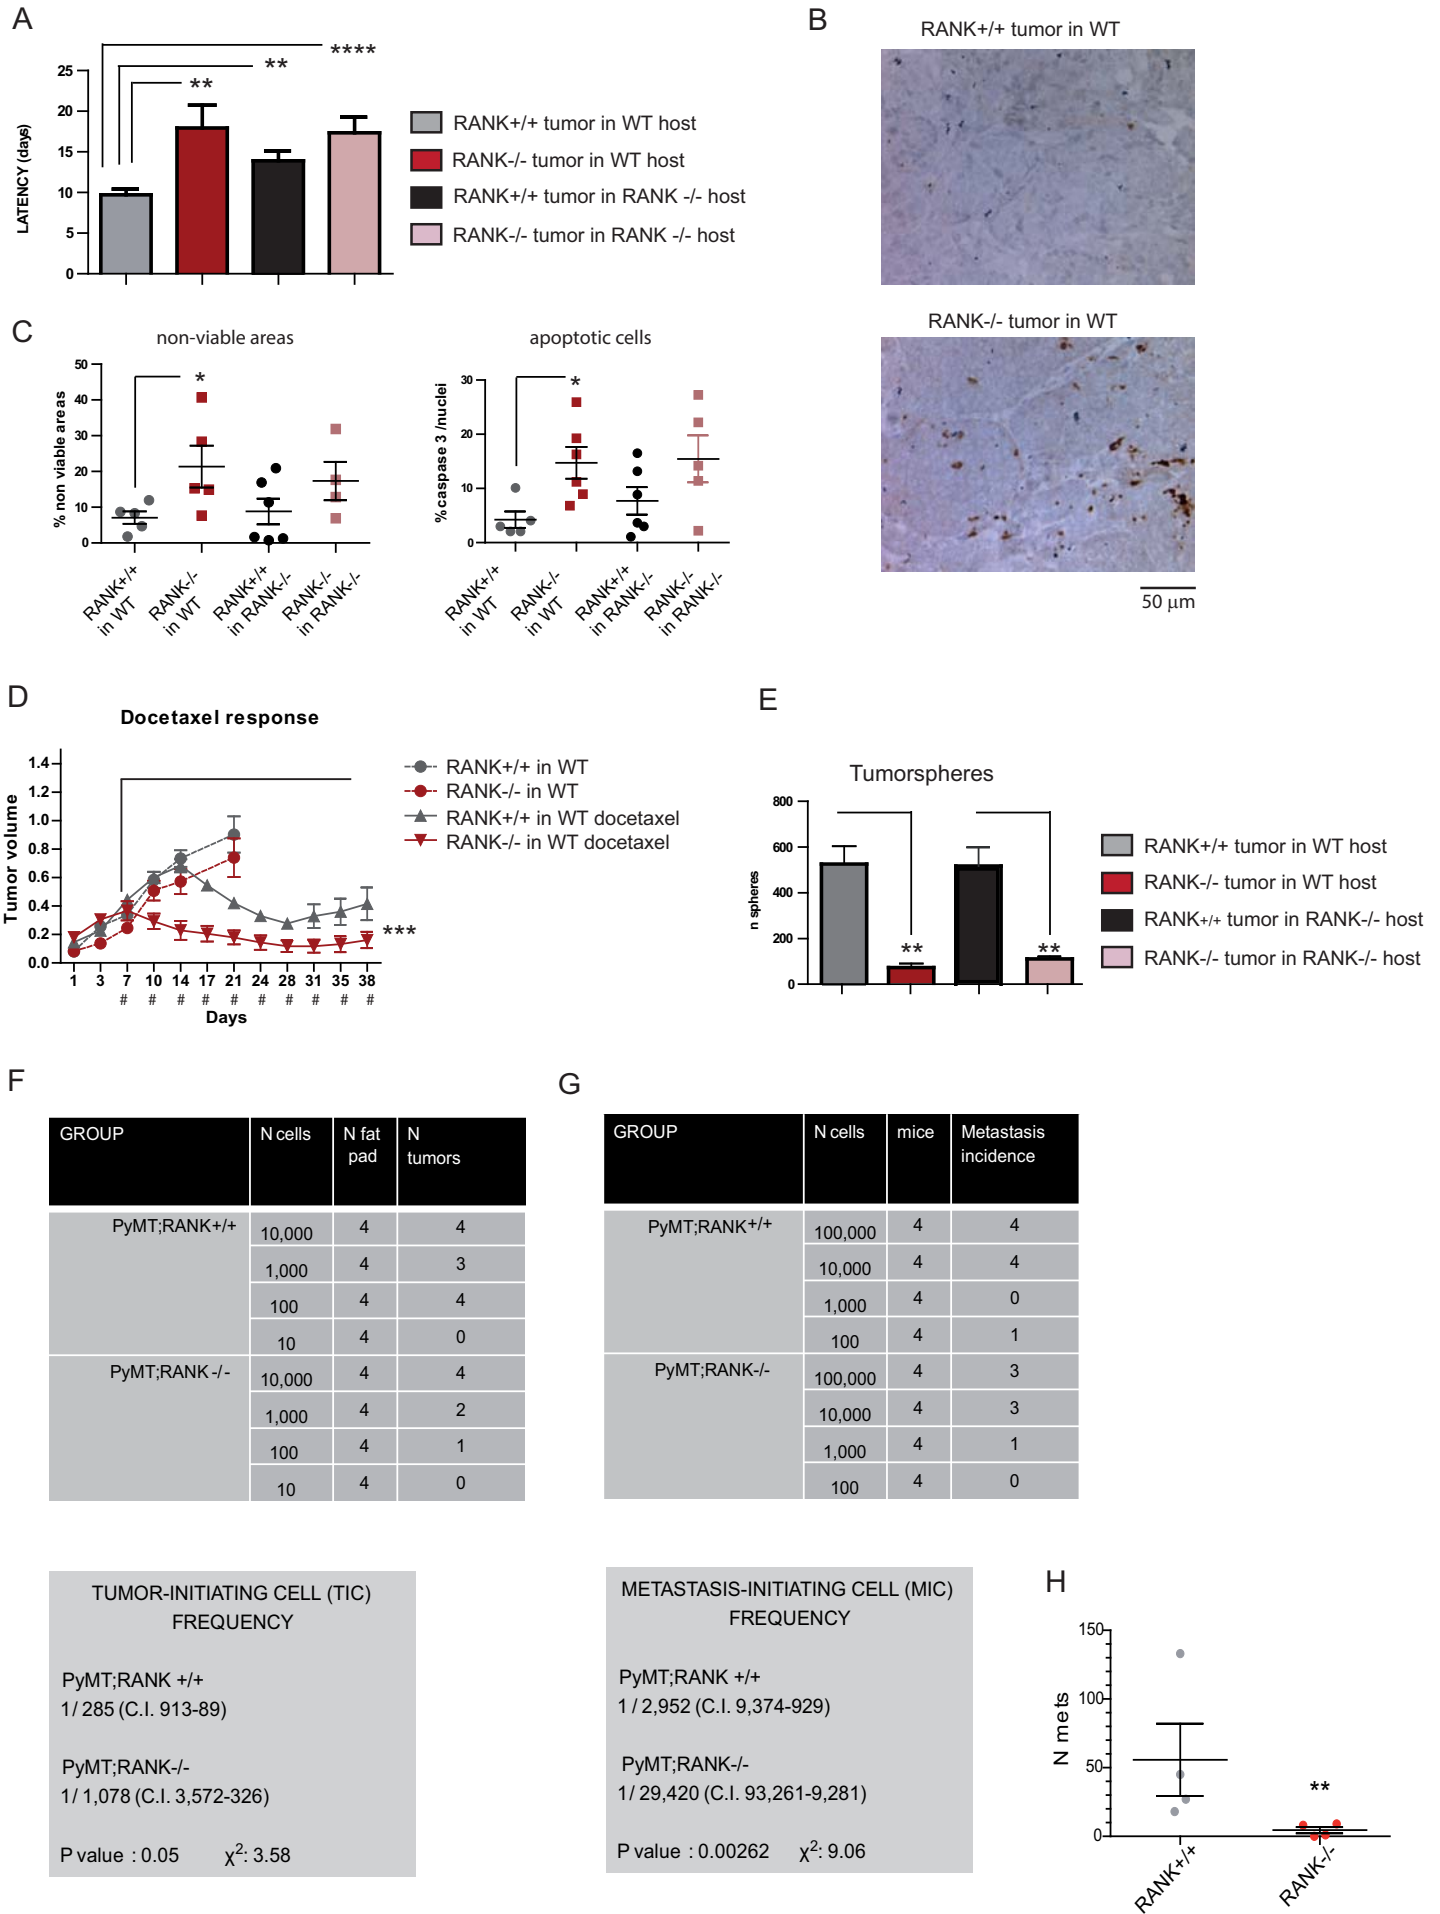 A
LATENCY (days)
25
20
15
10
5
0
**
**
****
RANK+/+ tumor in WT host
RANK-/- tumor in WT host
RANK+/+ tumor in RANK -/- host
RANK-/- tumor in RANK -/- host
B
RANK+/+ tumor in WT
RANK-/- tumor in WT
50 µm
C
non-viable areas
% non viable areas
50
40
30
20
10
0
*
RANK+/+ in WT
RANK-/- in WT
RANK+/+ in RANK-/-
RANK-/- in RANK-/-
apoptotic cells
% caspase 3 /nuclei
30
20
10
0
*
RANK+/+ in WT
RANK-/- in WT
RANK+/+ in RANK-/-
RANK-/- in RANK-/-
D
Docetaxel response
Tumor volume
1.4
1.2
1.0
0.8
0.6
0.4
0.2
0.0
1 3 7 10 14 17 21 24 28 31 35 38
# # # # # # # # # #
Days
***
RANK+/+ in WT
RANK-/- in WT
RANK+/+ in WT docetaxel
RANK-/- in WT docetaxel
E
Tumorspheres
n spheres
800
600
400
200
0
**
**
RANK+/+ tumor in WT host
RANK-/- tumor in WT host
RANK+/+ tumor in RANK-/- host
RANK-/- tumor in RANK-/- host
F
GROUP N cells N fat pad N tumors
PyMT;RANK+/+ 10,000 4 4
1,000 4 3
100 4 4
10 4 0
PyMT;RANK-/- 10,000 4 4
1,000 4 2
100 4 1
10 4 0
TUMOR-INITIATING CELL (TIC)
FREQUENCY
PyMT;RANK +/+
1/ 285 (C.I. 913-89)
PyMT;RANK-/-
1/ 1,078 (C.I. 3,572-326)
P value : 0.05 χ²: 3.58
G
GROUP N cells mice Metastasis incidence
PyMT;RANK+/+ 100,000 4 4
10,000 4 4
1,000 4 0
100 4 1
PyMT;RANK-/- 100,000 4 3
10,000 4 3
1,000 4 1
100 4 0
METASTASIS-INITIATING CELL (MIC)
FREQUENCY
PyMT;RANK +/+
1/ 2,952 (C.I. 9,374-929)
PyMT;RANK-/-
1/ 29,420 (C.I. 93,261-9,281)
P value : 0.00262 χ²: 9.06
H
N mets
150
100
50
0
**
RANK+/+
RANK-/-